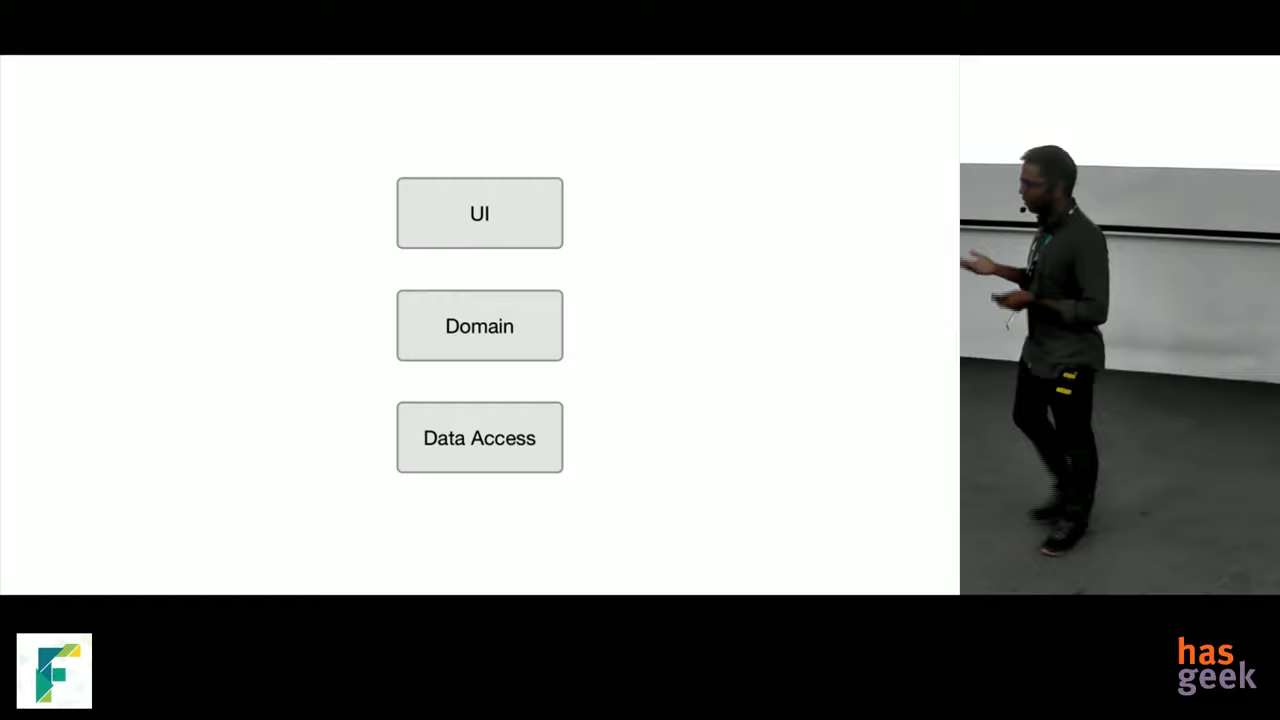 UI
Domain
Data Access
F
has
geek